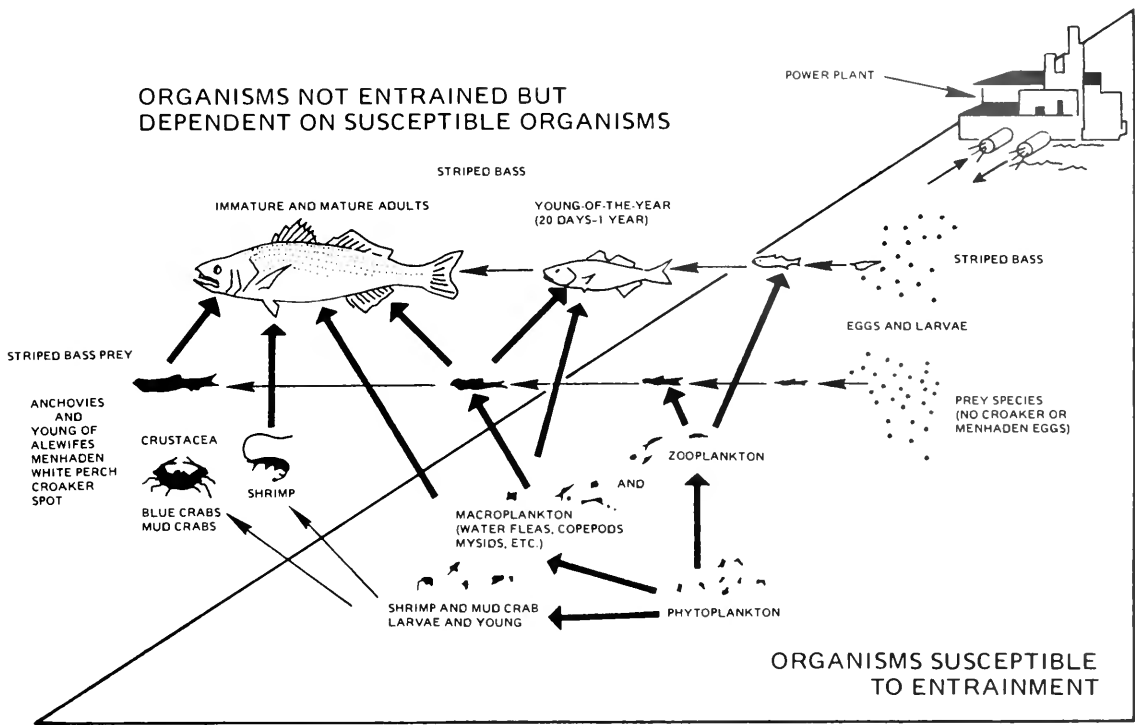 POWER PLANT
ORGANISMS NOT ENTRAINED BUT
DEPENDENT ON SUSCEPTIBLE ORGANISMS
STRIPED BASS
IMMATURE AND MATURE ADULTS
YOUNG-OF-THE-YEAR
(20 DAYS-1 YEAR)
STRIPED BASS
EGGS AND LARVAE
STRIPED BASS PREY
ANCHOVIES
AND
YOUNG OF
ALEWIFES
MENHADEN
WHITE PERCH
CROAKER
SPOT
PREY SPECIES
(NO CROAKER OR
MENHADEN EGGS)
CRUSTACEA
BLUE CRABS
MUD CRABS
SHRIMP
ZOOPLANKTON
AND
MACROPLANKTON
(WATER FLEAS, COPEPODS
MYSIDS, ETC.)
SHRIMP AND MUD CRAB
LARVAE AND YOUNG
PHYTOPLANKTON
ORGANISMS SUSCEPTIBLE
TO ENTRAINMENT